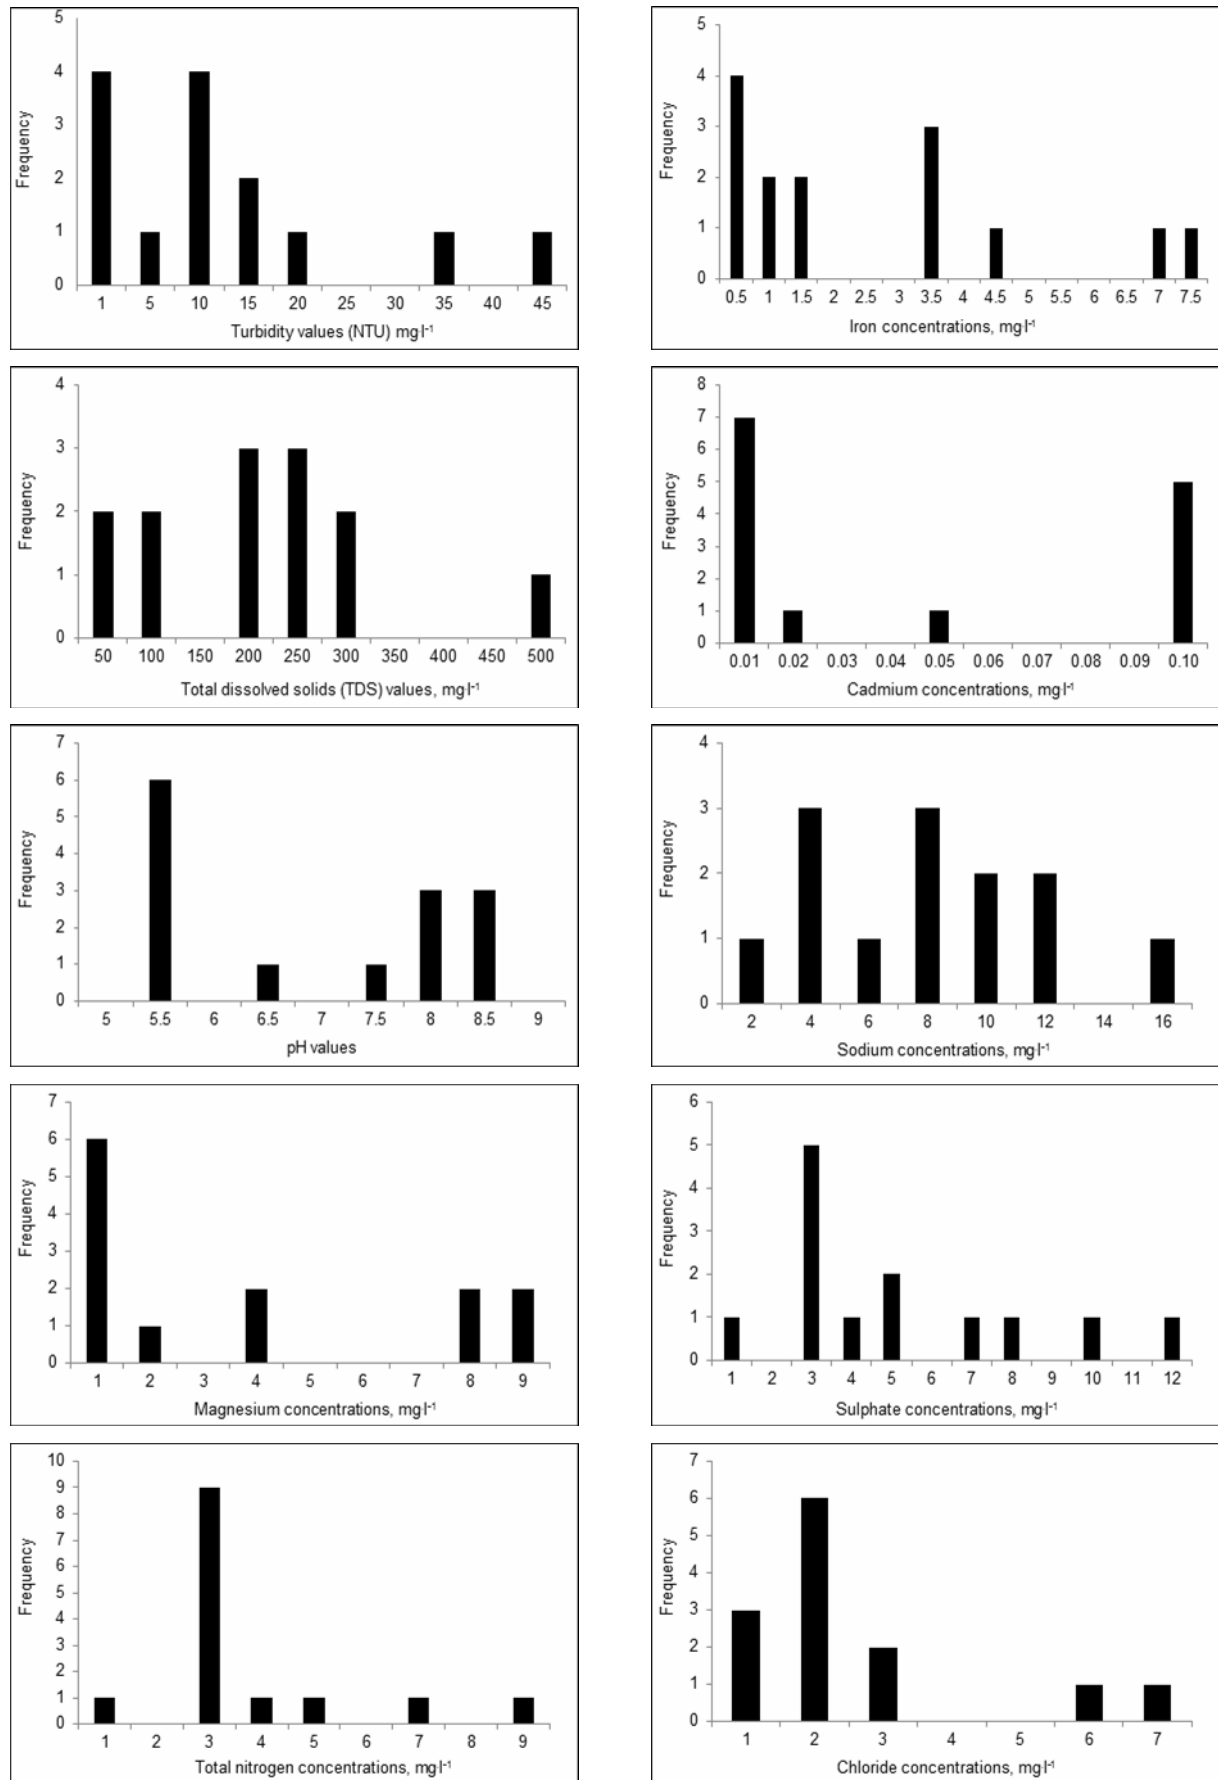 5
4
3
2
1
0
Frequency
1 5 10 15 20 25 30 35 40 45
Turbidity values (NTU) mg·l⁻¹
5
4
3
2
1
0
Frequency
0.5 1 1.5 2 2.5 3 3.5 4 4.5 5 5.5 6 6.5 7 7.5
Iron concentrations, mg·l⁻¹
4
3
2
1
0
Frequency
50 100 150 200 250 300 350 400 450 500
Total dissolved solids (TDS) values, mg·l⁻¹
8
7
6
5
4
3
2
1
0
Frequency
0.01 0.02 0.03 0.04 0.05 0.06 0.07 0.08 0.09 0.10
Cadmium concentrations, mg·l⁻¹
7
6
5
4
3
2
1
0
Frequency
5 5.5 6 6.5 7 7.5 8 8.5 9
pH values
4
3
2
1
0
Frequency
2 4 6 8 10 12 14 16
Sodium concentrations, mg·l⁻¹
7
6
5
4
3
2
1
0
Frequency
1 2 3 4 5 6 7 8 9
Magnesium concentrations, mg·l⁻¹
6
5
4
3
2
1
0
Frequency
1 2 3 4 5 6 7 8 9 10 11 12
Sulphate concentrations, mg·l⁻¹
10
9
8
7
6
5
4
3
2
1
0
Frequency
1 2 3 4 5 6 7 8 9
Total nitrogen concentrations, mg·l⁻¹
7
6
5
4
3
2
1
0
Frequency
1 2 3 4 5 6 7
Chloride concentrations, mg·l⁻¹